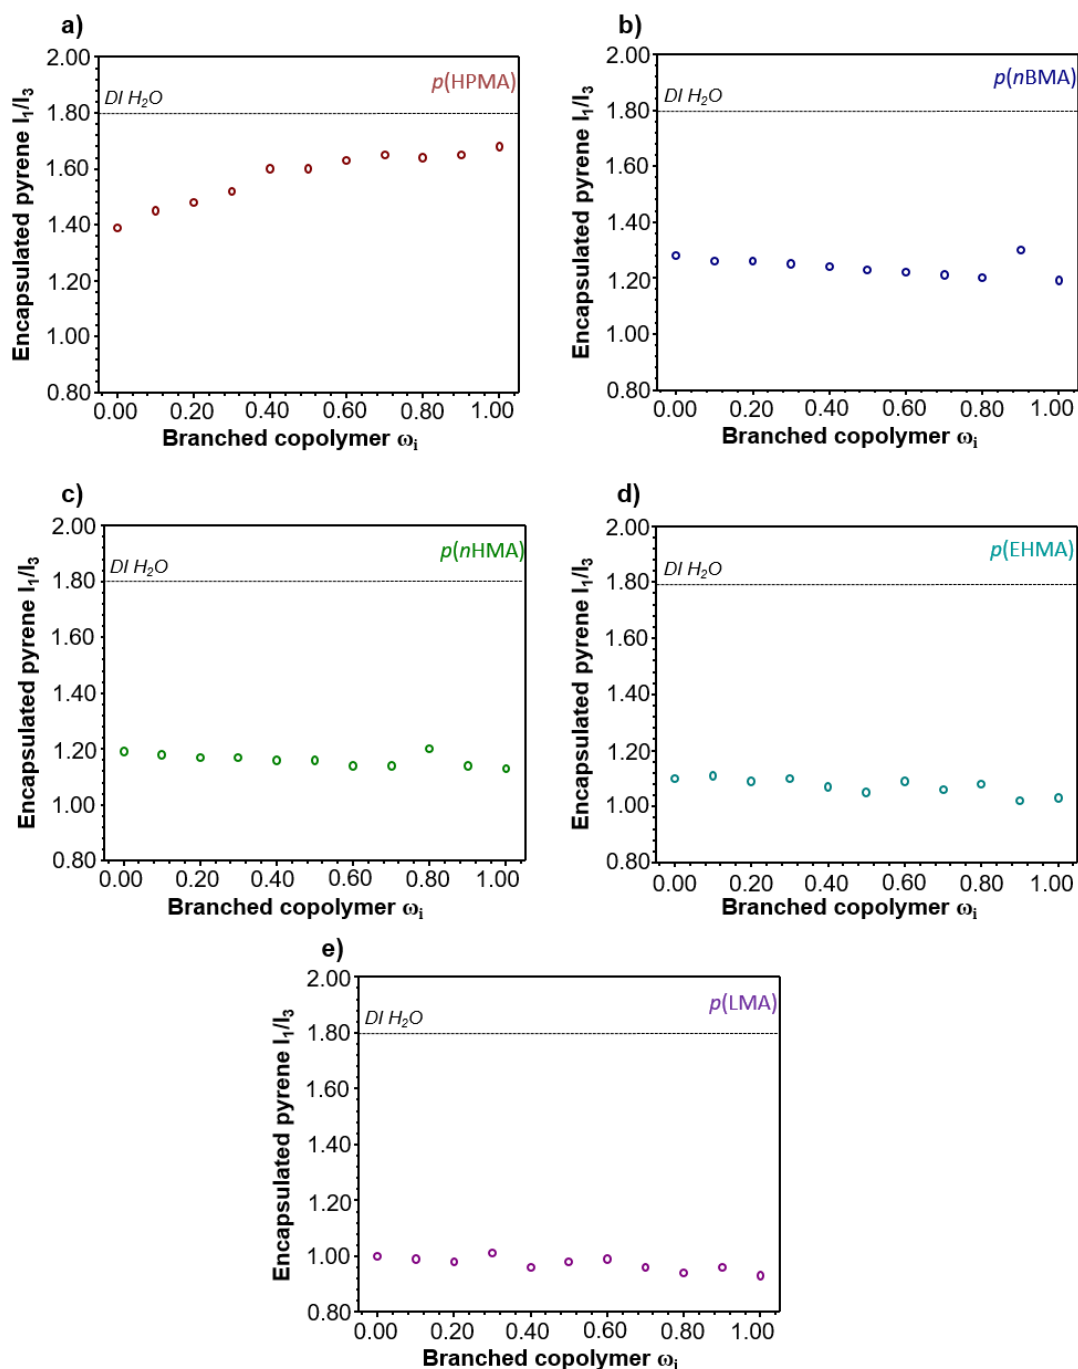 a)
Encapsulated pyrene I₁/I₃
2.00
1.80
1.60
1.40
1.20
1.00
0.80
p(HPMA)
DI H₂O
0.00 0.20 0.40 0.60 0.80 1.00
Branched copolymer ωᵢ
b)
Encapsulated pyrene I₁/I₃
2.00
1.80
1.60
1.40
1.20
1.00
0.80
p(nBMA)
DI H₂O
0.00 0.20 0.40 0.60 0.80 1.00
Branched copolymer ωᵢ
c)
Encapsulated pyrene I₁/I₃
2.00
1.80
1.60
1.40
1.20
1.00
0.80
p(nHMA)
DI H₂O
0.00 0.20 0.40 0.60 0.80 1.00
Branched copolymer ωᵢ
d)
Encapsulated pyrene I₁/I₃
2.00
1.80
1.60
1.40
1.20
1.00
0.80
p(EHMA)
DI H₂O
0.00 0.20 0.40 0.60 0.80 1.00
Branched copolymer ωᵢ
e)
Encapsulated pyrene I₁/I₃
2.00
1.80
1.60
1.40
1.20
1.00
0.80
p(LMA)
DI H₂O
0.00 0.20 0.40 0.60 0.80 1.00
Branched copolymer ωᵢ